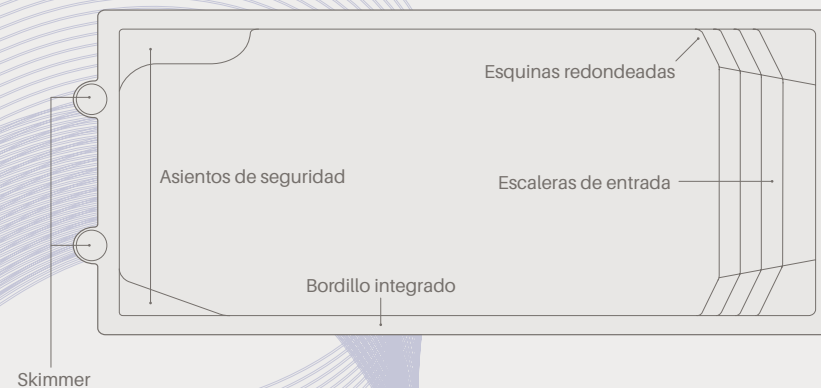 Esquinas redondeadas
Asientos de seguridad
Escaleras de entrada
Bordillo integrado
Skimmer